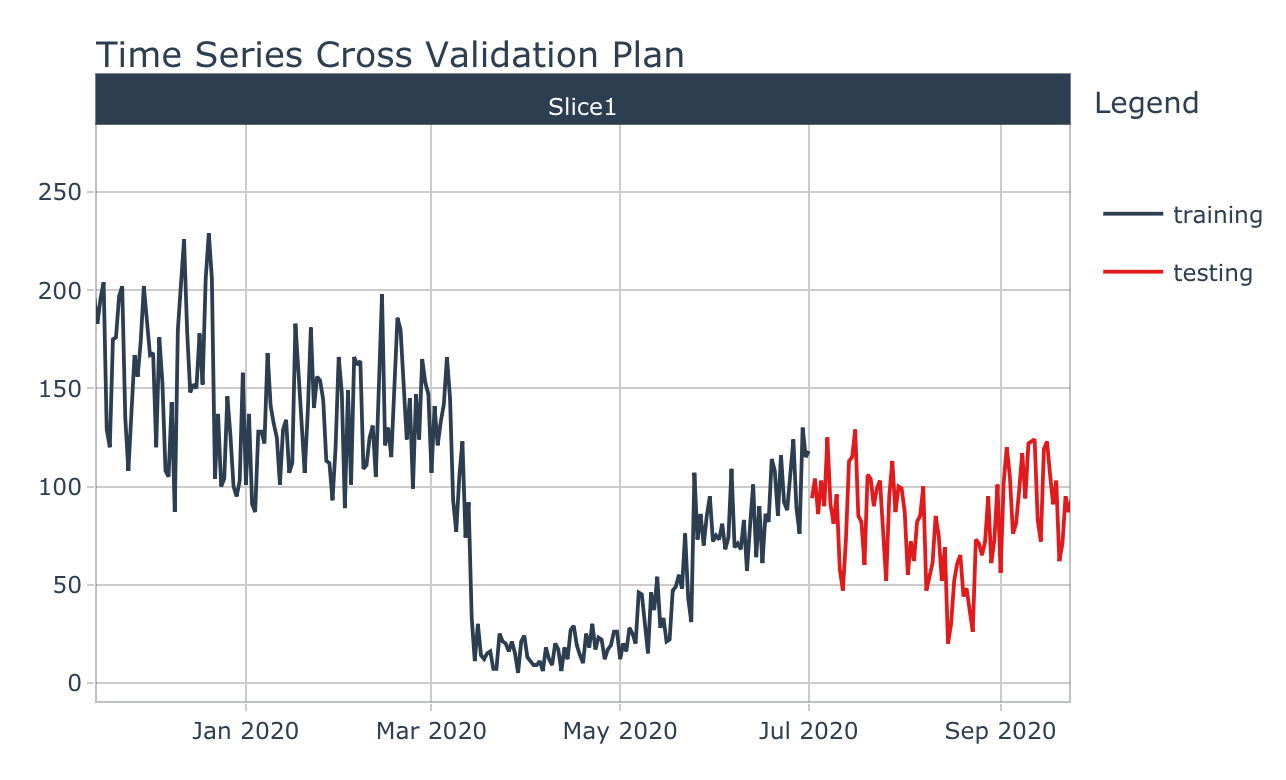 Time Series Cross Validation Plan
Slice1
Legend
training
testing
250
200
150
100
50
0
Jan 2020
Mar 2020
May 2020
Jul 2020
Sep 2020